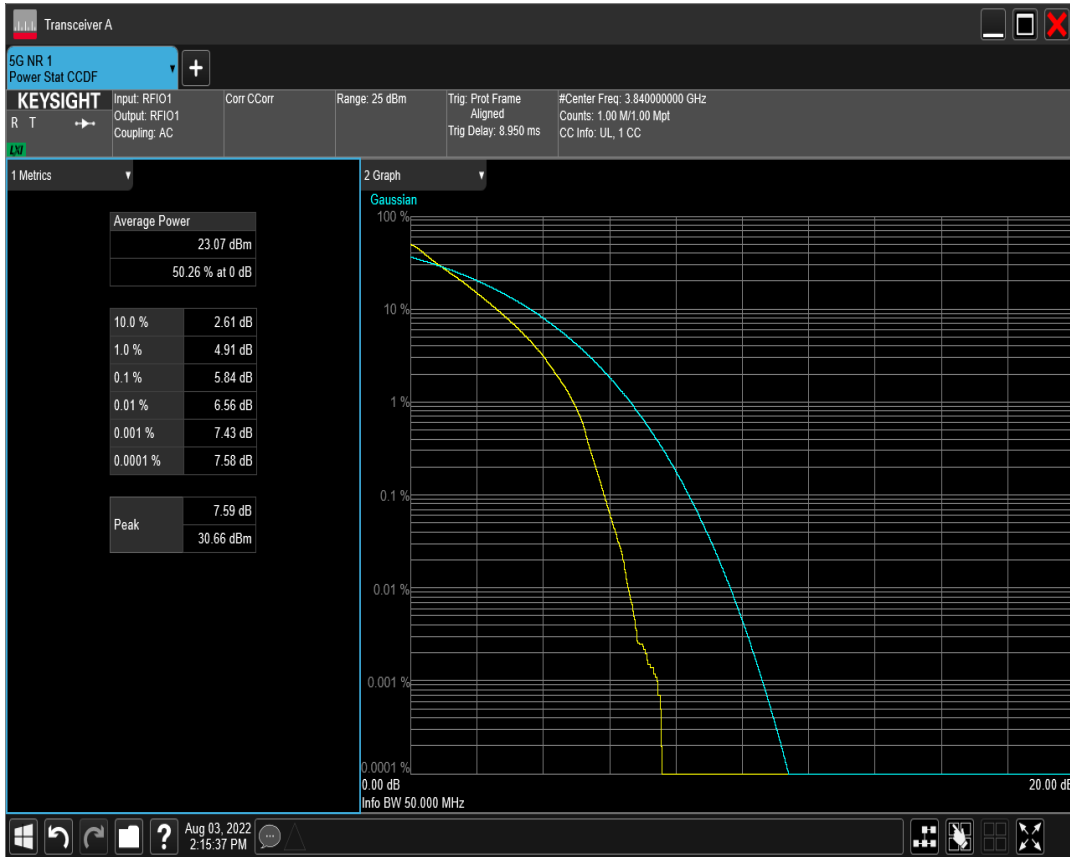 Transceiver A
5G NR 1
Power Stat CCDF
KEYSIGHT
R T
LXI
Input: RFIO1
Output: RFIO1
Coupling: AC
Corr CCorr
Range: 25 dBm
Trig: Prot Frame
Aligned
Trig Delay: 8.950 ms
#Center Freq: 3.840000000 GHz
Counts: 1.00 M/1.00 Mpt
CC Info: UL, 1 CC
1 Metrics
Average Power
23.07 dBm
50.26 % at 0 dB
10.0 % 2.61 dB
1.0 % 4.91 dB
0.1 % 5.84 dB
0.01 % 6.56 dB
0.001 % 7.43 dB
0.0001 % 7.58 dB
Peak
7.59 dB
30.66 dBm
2 Graph
Gaussian
100 %
10 %
1 %
0.1 %
0.01 %
0.001 %
0.0001 %
0.00 dB 20.00 dB
Info BW 50.000 MHz
?
Aug 03, 2022
2:15:37 PM